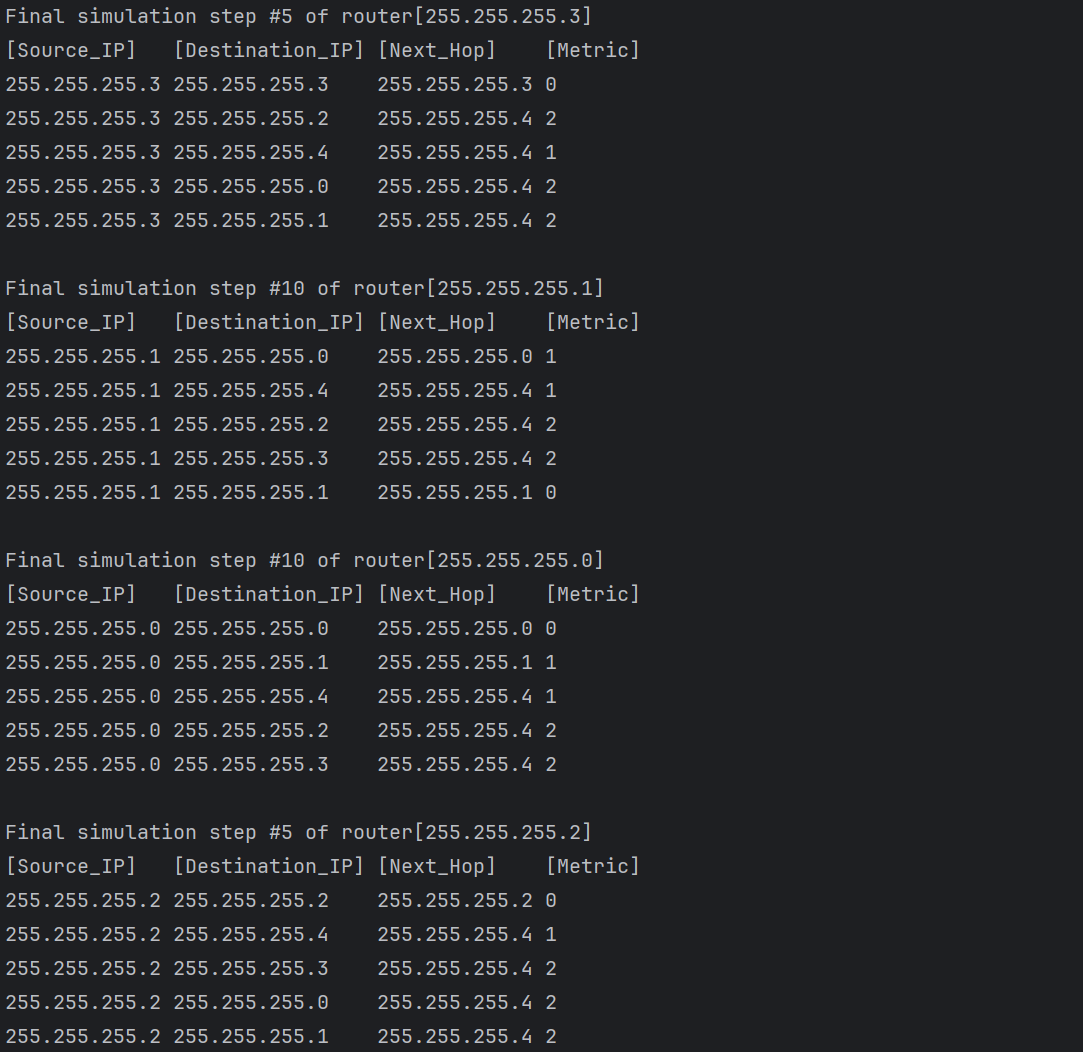 Final simulation step #5 of router[255.255.255.3]
[Source_IP] [Destination_IP] [Next_Hop] [Metric]
255.255.255.3 255.255.255.3 255.255.255.3 0
255.255.255.3 255.255.255.2 255.255.255.4 2
255.255.255.3 255.255.255.4 255.255.255.4 1
255.255.255.3 255.255.255.0 255.255.255.4 2
255.255.255.3 255.255.255.1 255.255.255.4 2

Final simulation step #10 of router[255.255.255.1]
[Source_IP] [Destination_IP] [Next_Hop] [Metric]
255.255.255.1 255.255.255.0 255.255.255.0 1
255.255.255.1 255.255.255.4 255.255.255.4 1
255.255.255.1 255.255.255.2 255.255.255.4 2
255.255.255.1 255.255.255.3 255.255.255.4 2
255.255.255.1 255.255.255.1 255.255.255.1 0

Final simulation step #10 of router[255.255.255.0]
[Source_IP] [Destination_IP] [Next_Hop] [Metric]
255.255.255.0 255.255.255.0 255.255.255.0 0
255.255.255.0 255.255.255.1 255.255.255.1 1
255.255.255.0 255.255.255.4 255.255.255.4 1
255.255.255.0 255.255.255.2 255.255.255.4 2
255.255.255.0 255.255.255.3 255.255.255.4 2

Final simulation step #5 of router[255.255.255.2]
[Source_IP] [Destination_IP] [Next_Hop] [Metric]
255.255.255.2 255.255.255.2 255.255.255.2 0
255.255.255.2 255.255.255.4 255.255.255.4 1
255.255.255.2 255.255.255.3 255.255.255.4 2
255.255.255.2 255.255.255.0 255.255.255.4 2
255.255.255.2 255.255.255.1 255.255.255.4 2